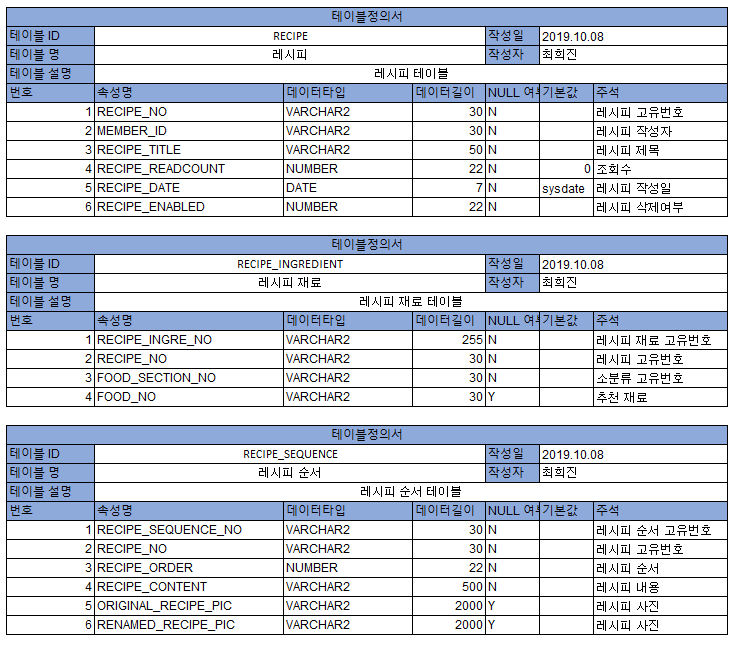 테이블정의서
테이블 ID RECIPE 작성일 2019.10.08
테이블 명 레시피 작성자 최희진
테이블 설명 레시피 테이블
번호 속성명 데이터타입 데이터길이 NULL 여부 기본값 주석
1 RECIPE_NO VARCHAR2 30 N 레시피 고유번호
2 MEMBER_ID VARCHAR2 30 N 레시피 작성자
3 RECIPE_TITLE VARCHAR2 50 N 레시피 제목
4 RECIPE_READCOUNT NUMBER 22 N 0 조회수
5 RECIPE_DATE DATE 7 N sysdate 레시피 작성일
6 RECIPE_ENABLED NUMBER 22 N 레시피 삭제여부
테이블정의서
테이블 ID RECIPE_INGREDIENT 작성일 2019.10.08
테이블 명 레시피 재료 작성자 최희진
테이블 설명 레시피 재료 테이블
번호 속성명 데이터타입 데이터길이 NULL 여부 기본값 주석
1 RECIPE_INGRE_NO VARCHAR2 255 N 레시피 재료 고유번호
2 RECIPE_NO VARCHAR2 30 N 레시피 고유번호
3 FOOD_SECTION_NO VARCHAR2 30 N 소분류 고유번호
4 FOOD_NO VARCHAR2 30 Y 추천 재료
테이블정의서
테이블 ID RECIPE_SEQUENCE 작성일 2019.10.08
테이블 명 레시피 순서 작성자 최희진
테이블 설명 레시피 순서 테이블
번호 속성명 데이터타입 데이터길이 NULL 여부 기본값 주석
1 RECIPE_SEQUENCE_NO VARCHAR2 30 N 레시피 순서 고유번호
2 RECIPE_NO VARCHAR2 30 N 레시피 고유번호
3 RECIPE_ORDER NUMBER 22 N 레시피 순서
4 RECIPE_CONTENT VARCHAR2 500 N 레시피 내용
5 ORIGINAL_RECIPE_PIC VARCHAR2 2000 Y 레시피 사진
6 RENAMED_RECIPE_PIC VARCHAR2 2000 Y 레시피 사진